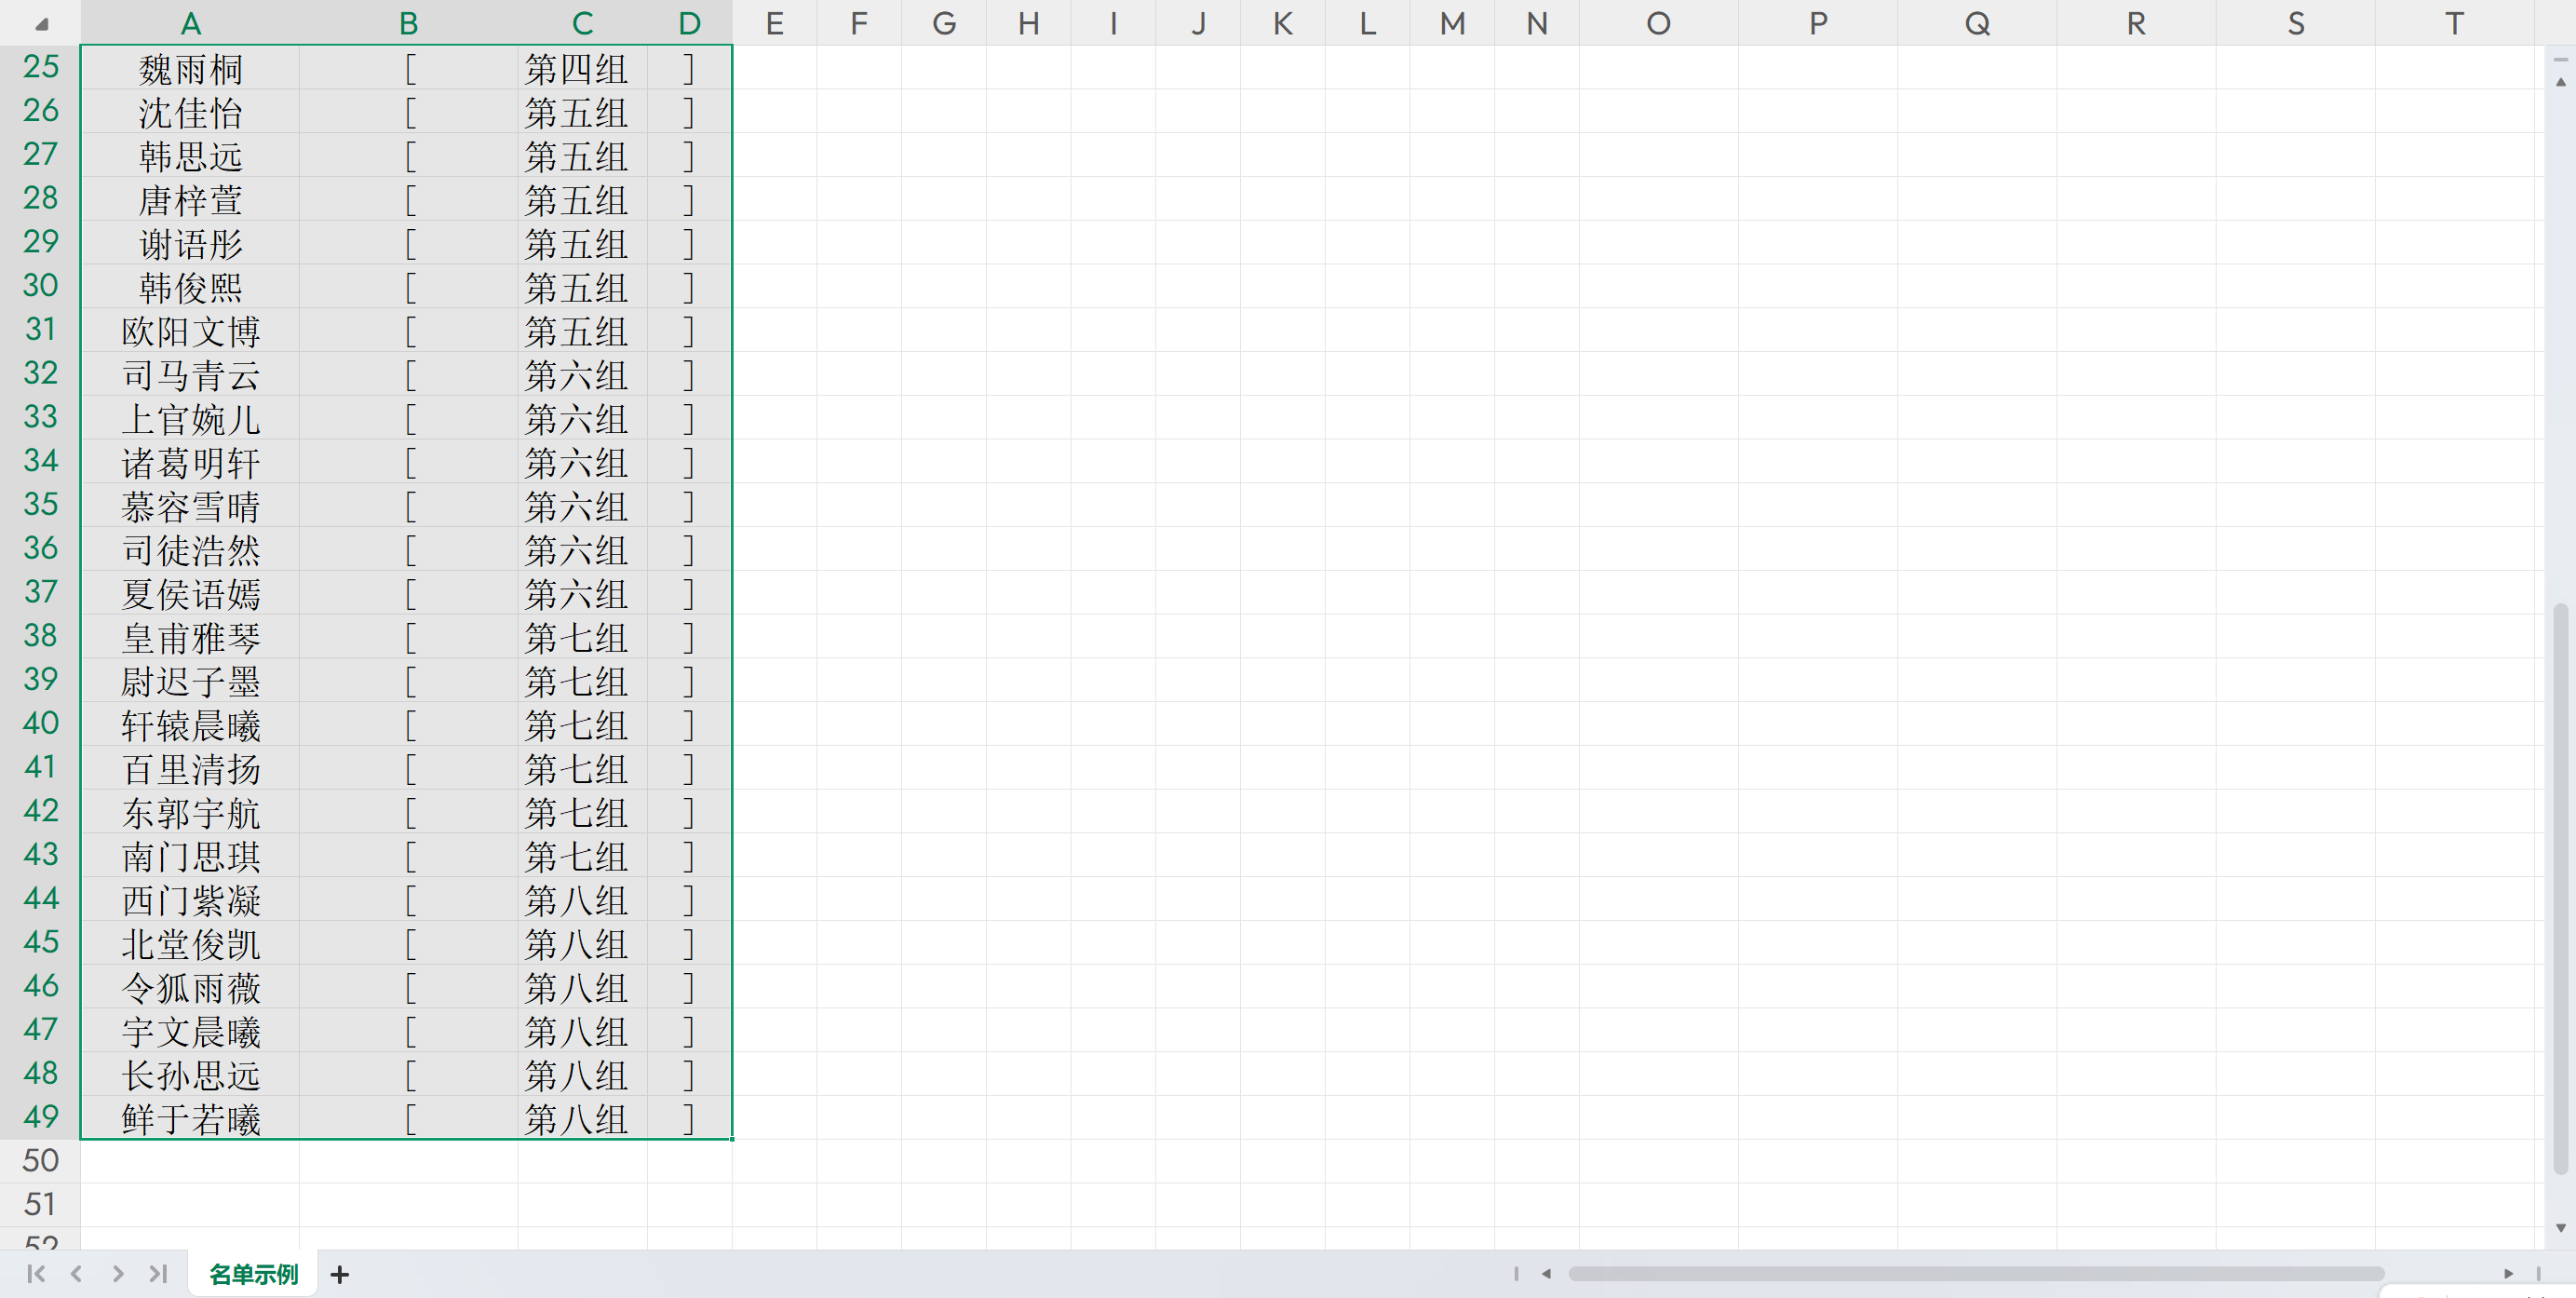 A B C D E F G H I J K L M N O P Q R S T
25 魏雨桐 [ 第四组 ]
26 沈佳怡 [ 第五组 ]
27 韩思远 [ 第五组 ]
28 唐梓萱 [ 第五组 ]
29 谢语彤 [ 第五组 ]
30 韩俊熙 [ 第五组 ]
31 欧阳文博 [ 第五组 ]
32 司马青云 [ 第六组 ]
33 上官婉儿 [ 第六组 ]
34 诸葛明轩 [ 第六组 ]
35 慕容雪晴 [ 第六组 ]
36 司徒浩然 [ 第六组 ]
37 夏侯语嫣 [ 第六组 ]
38 皇甫雅琴 [ 第七组 ]
39 尉迟子墨 [ 第七组 ]
40 轩辕晨曦 [ 第七组 ]
41 百里清扬 [ 第七组 ]
42 东郭宇航 [ 第七组 ]
43 南门思琪 [ 第七组 ]
44 西门紫凝 [ 第八组 ]
45 北堂俊凯 [ 第八组 ]
46 令狐雨薇 [ 第八组 ]
47 宇文晨曦 [ 第八组 ]
48 长孙思远 [ 第八组 ]
49 鲜于若曦 [ 第八组 ]
50
51
52
名单示例